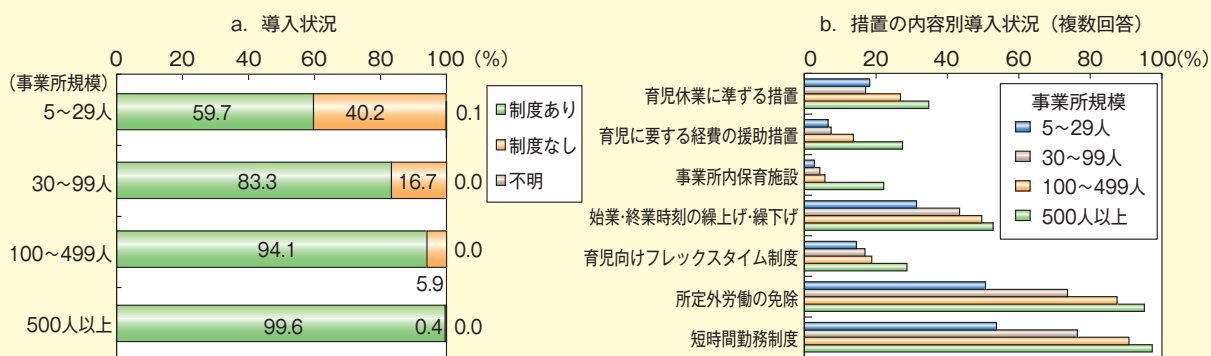 a. 導入状況
0 20 40 60 80 100 (%)
（事業所規模）
5～29人 59.7 40.2 0.1
30～99人 83.3 16.7 0.0
100～499人 94.1 0.0
5.9
500人以上 99.6 0.4 0.0
制度あり
制度なし
不明
b. 措置の内容別導入状況（複数回答）
0 20 40 60 80 100(%)
育児休業に準ずる措置
育児に要する経費の援助措置
事業所内保育施設
始業・終業時刻の繰上げ・繰下げ
育児向けフレックスタイム制度
所定外労働の免除
短時間勤務制度
事業所規模
5～29人
30～99人
100～499人
500人以上